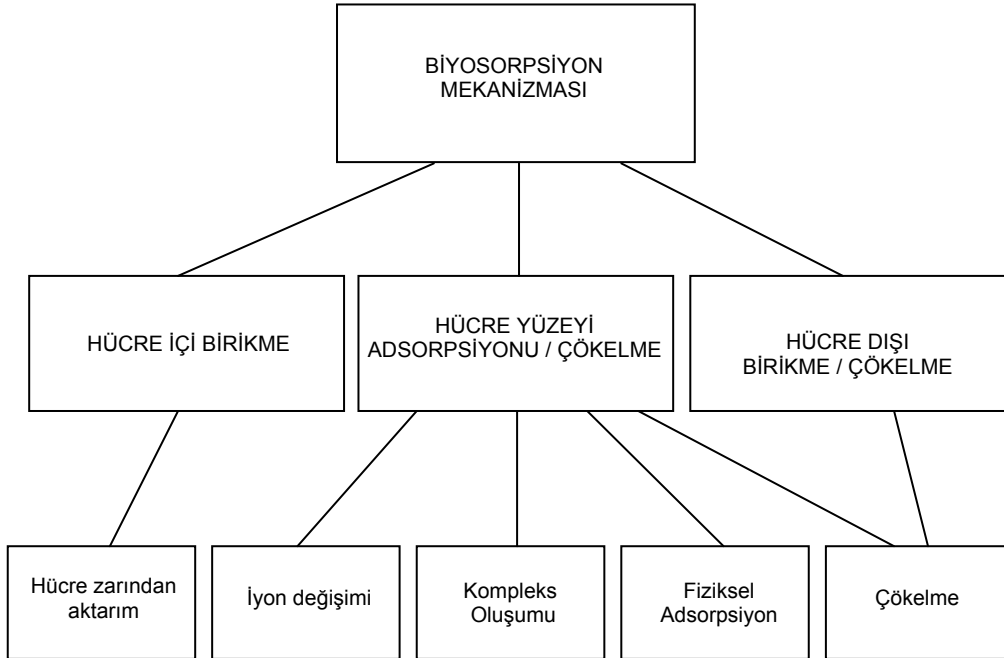 BİYOSORPSİYON
MEKANİZMASI
HÜCRE İÇİ BİRİKME
HÜCRE YÜZEYİ
ADSORPSİYONU / ÇÖKELME
HÜCRE DIŞI
BİRİKME / ÇÖKELME
Hücre zarından
aktarım
İyon değişimi
Kompleks
Oluşumu
Fiziksel
Adsorpsiyon
Çökelme